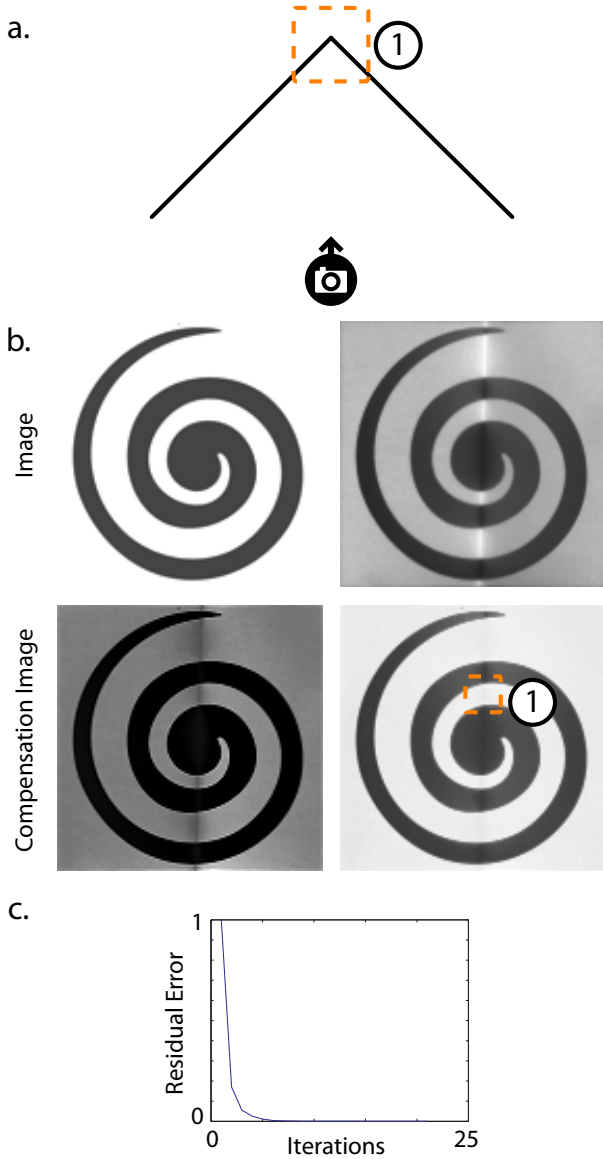 a.
1
b.
Image
Compensation Image
1
c.
1
Residual Error
0
0
Iterations
25